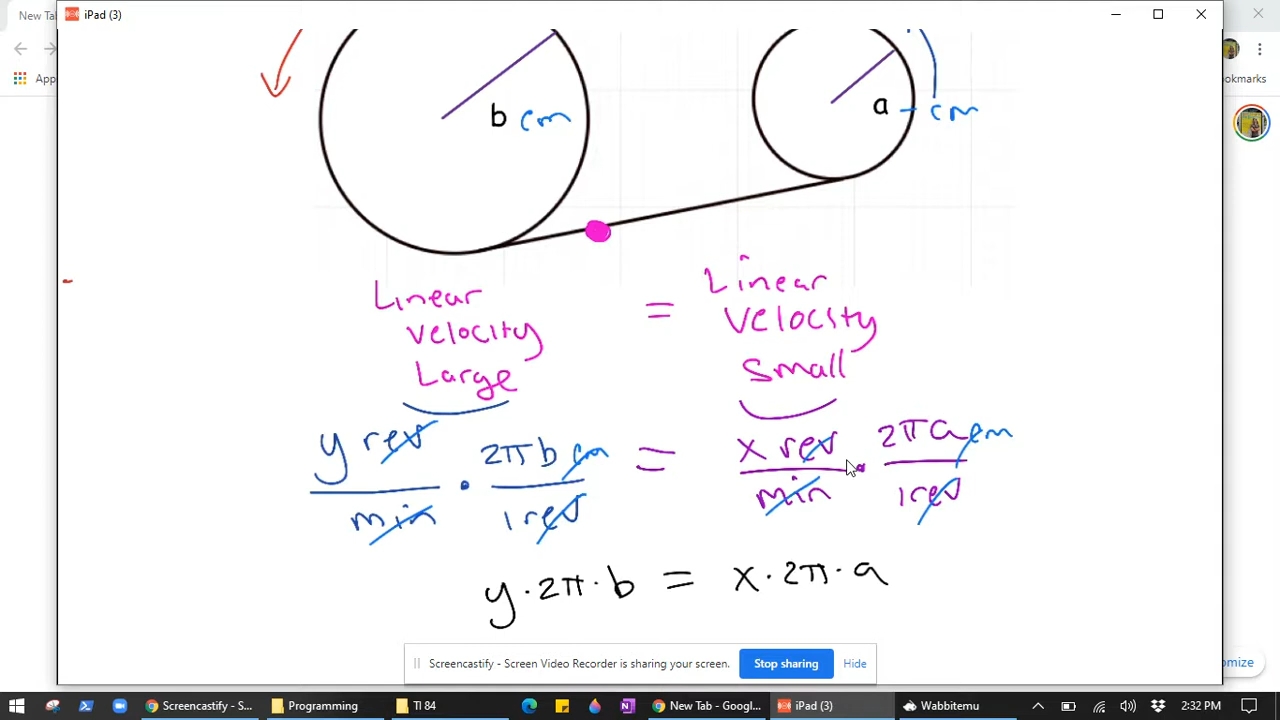 New Tab
iPad (3)
App
ookmarks
b cm
a cm
Linear
velocity
Large
=
Linear
velocity
Small
y rev
min
·
2πb cm
1 rev
=
x rev
min
·
2πa cm
1 rev
y · 2π · b = x · 2π · a
Screencastify - Screen Video Recorder is sharing your screen.
Stop sharing
Hide
omize
Screencastify - S...
Programming
TI 84
New Tab - Googl...
iPad (3)
Wabbitemu
2:32 PM